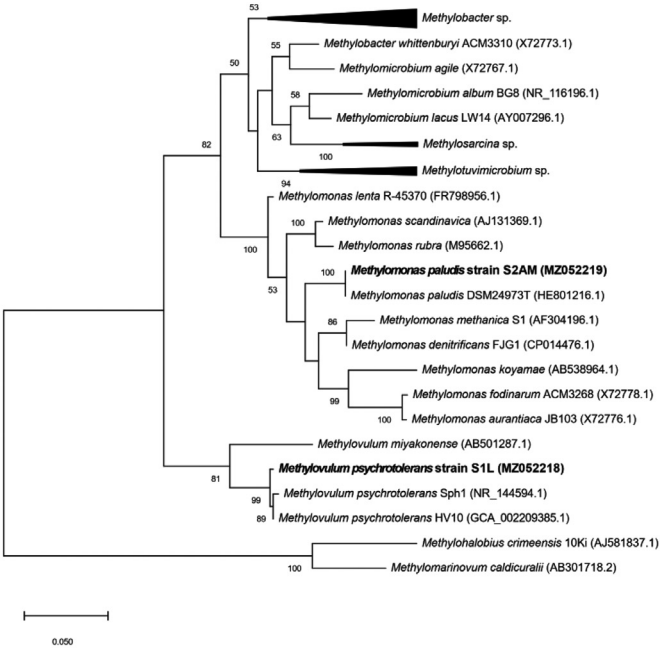 53
Methylobacter sp.
55
Methylobacter whittenburyi ACM3310 (X72773.1)
50
Methylomicrobium agile (X72767.1)
58
Methylomicrobium album BG8 (NR_116196.1)
Methylomicrobium lacus LW14 (AY007296.1)
63
82
Methylosarcina sp.
100
Methylotuvimicrobium sp.
94
Methylomonas lenta R-45370 (FR798956.1)
100
Methylomonas scandinavica (AJ131369.1)
100
Methylomonas rubra (M95662.1)
100
Methylomonas paludis strain S2AM (MZ052219)
53
Methylomonas paludis DSM24973T (HE801216.1)
86
Methylomonas methanica S1 (AF304196.1)
Methylomonas denitrificans FJG1 (CP014476.1)
Methylomonas koyamae (AB538964.1)
99
Methylomonas fodinarum ACM3268 (X72778.1)
100
Methylomonas aurantiaca JB103 (X72776.1)
Methylovulum miyakonense (AB501287.1)
81
Methylovulum psychrotolerans strain S1L (MZ052218)
99
Methylovulum psychrotolerans Sph1 (NR_144594.1)
89
Methylovulum psychrotolerans HV10 (GCA_002209385.1)
Methylohalobius crimeensis 10Ki (AJ581837.1)
100
Methylomarinovum caldicuralii (AB301718.2)
0.050